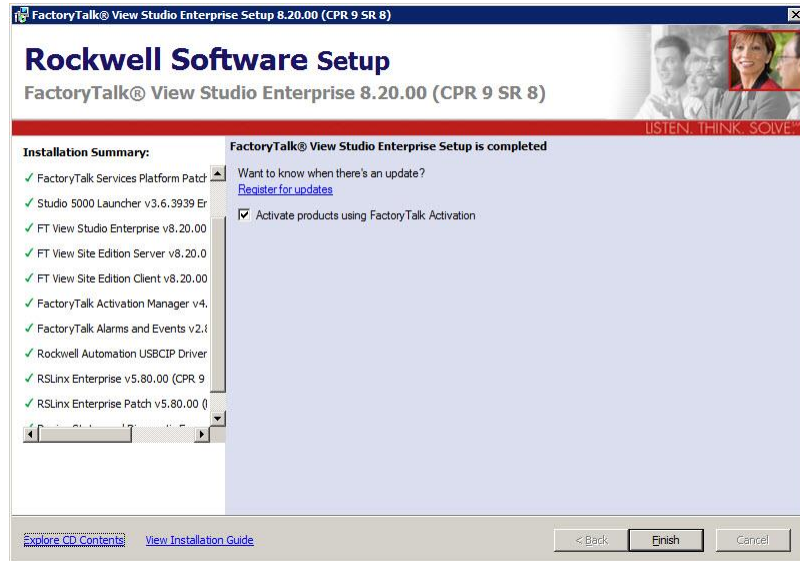 FactoryTalk® View Studio Enterprise Setup 8.20.00 (CPR 9 SR 8)
Rockwell Software Setup
FactoryTalk® View Studio Enterprise 8.20.00 (CPR 9 SR 8)
LISTEN. THINK. SOLVE.℠
Installation Summary:
FactoryTalk Services Platform Patch
Studio 5000 Launcher v3.6.3939 Er
FT View Studio Enterprise v8.20.00
FT View Site Edition Server v8.20.0
FT View Site Edition Client v8.20.00
FactoryTalk Activation Manager v4.
FactoryTalk Alarms and Events v2.8
Rockwell Automation USBCIP Driver
RSLinx Enterprise v5.80.00 (CPR 9
RSLinx Enterprise Patch v5.80.00 (
FactoryTalk® View Studio Enterprise Setup is completed
Want to know when there's an update?
Register for updates
Activate products using FactoryTalk Activation
Explore CD Contents
View Installation Guide
< Back
Finish
Cancel